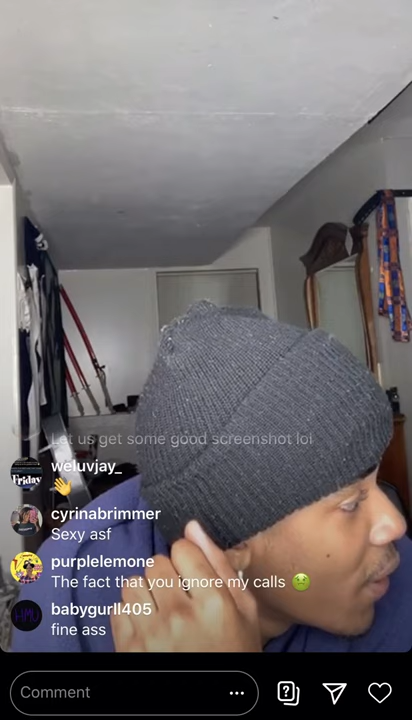 Let us get some good screenshot lol
weluvjay_
👋
Friday
cyrinabrimmer
Sexy asf
purplelemone
The fact that you ignore my calls 🤢
babygurll405
HMU
fine ass
Comment